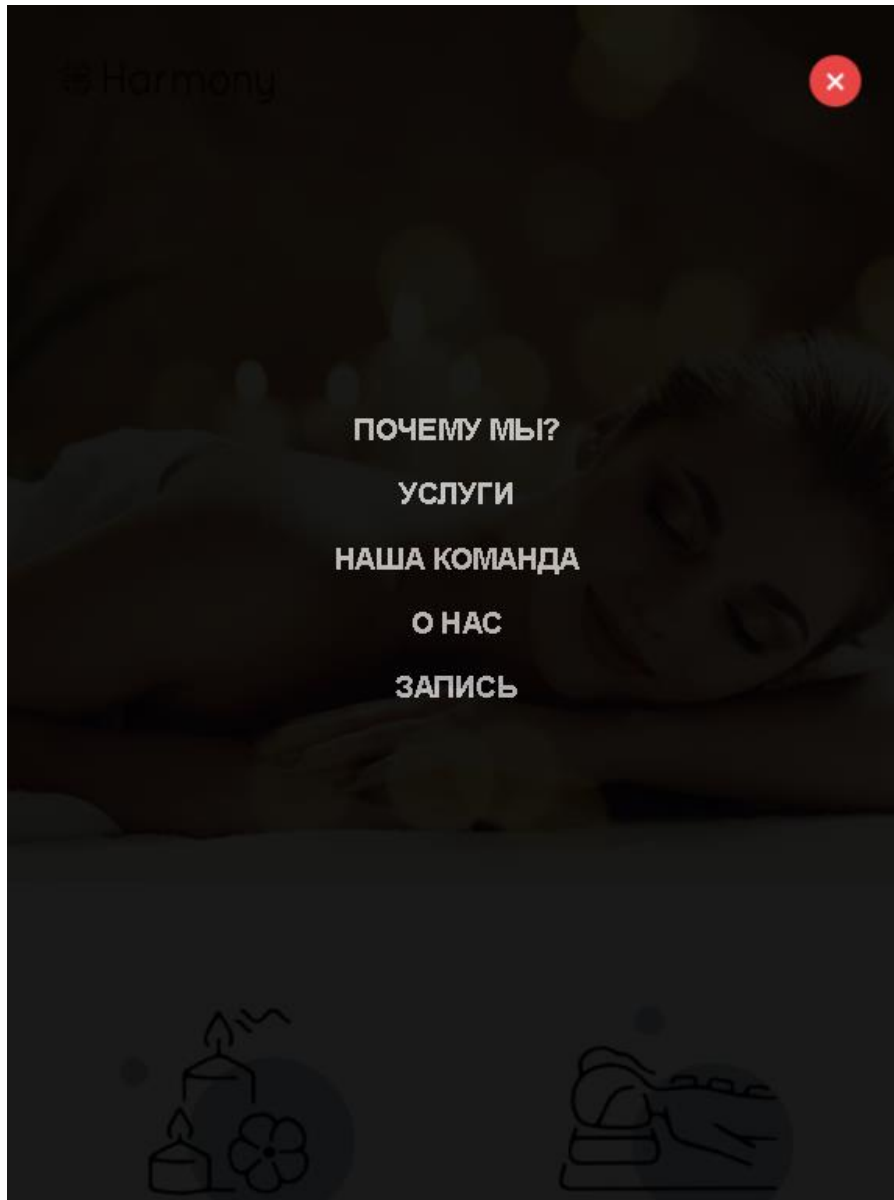 Harmony
ПОЧЕМУ МЫ?
УСЛУГИ
НАША КОМАНДА
О НАС
ЗАПИСЬ